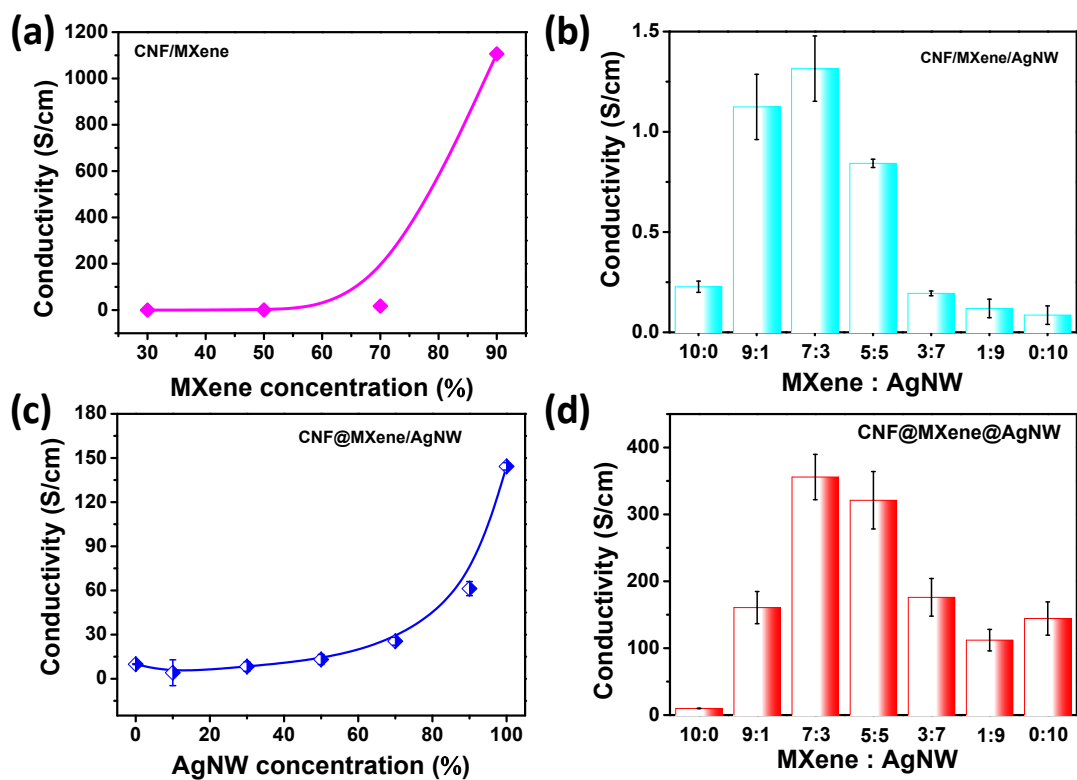 (a)
CNF/MXene
Conductivity (S/cm)
1200
1000
800
600
400
200
0
30 40 50 60 70 80 90
MXene concentration (%)
(b)
CNF/MXene/AgNW
Conductivity (S/cm)
1.5
1.0
0.5
0.0
10:0 9:1 7:3 5:5 3:7 1:9 0:10
MXene : AgNW
(c)
CNF@MXene/AgNW
Conductivity (S/cm)
180
150
120
90
60
30
0
0 20 40 60 80 100
AgNW concentration (%)
(d)
CNF@MXene@AgNW
Conductivity (S/cm)
400
300
200
100
0
10:0 9:1 7:3 5:5 3:7 1:9 0:10
MXene : AgNW